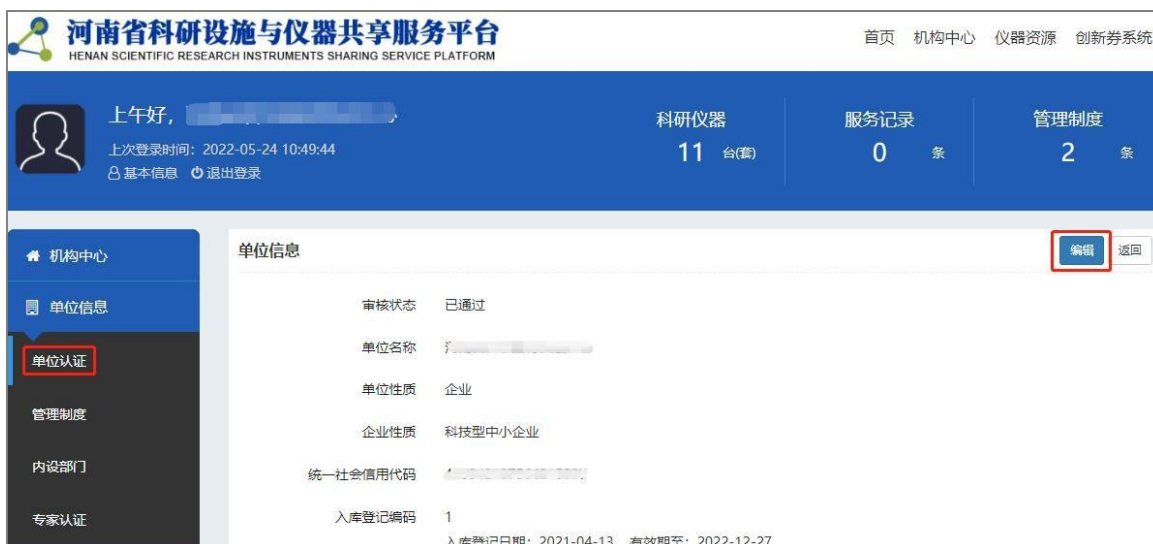 河南省科研设施与仪器共享服务平台
HENAN SCIENTIFIC RESEARCH INSTRUMENTS SHARING SERVICE PLATFORM
首页 机构中心 仪器资源 创新券系统
上午好，
上次登录时间：2022-05-24 10:49:44
基本信息 退出登录
科研仪器 服务记录 管理制度
11 台(套) 0 条 2 条
机构中心
单位信息
单位认证
管理制度
内设部门
专家认证
单位信息 编辑 返回
审核状态 已通过
单位名称
单位性质 企业
企业性质 科技型中小企业
统一社会信用代码
入库登记编码 1
入库登记日期：2021-04-13 有效期至：2022-12-27